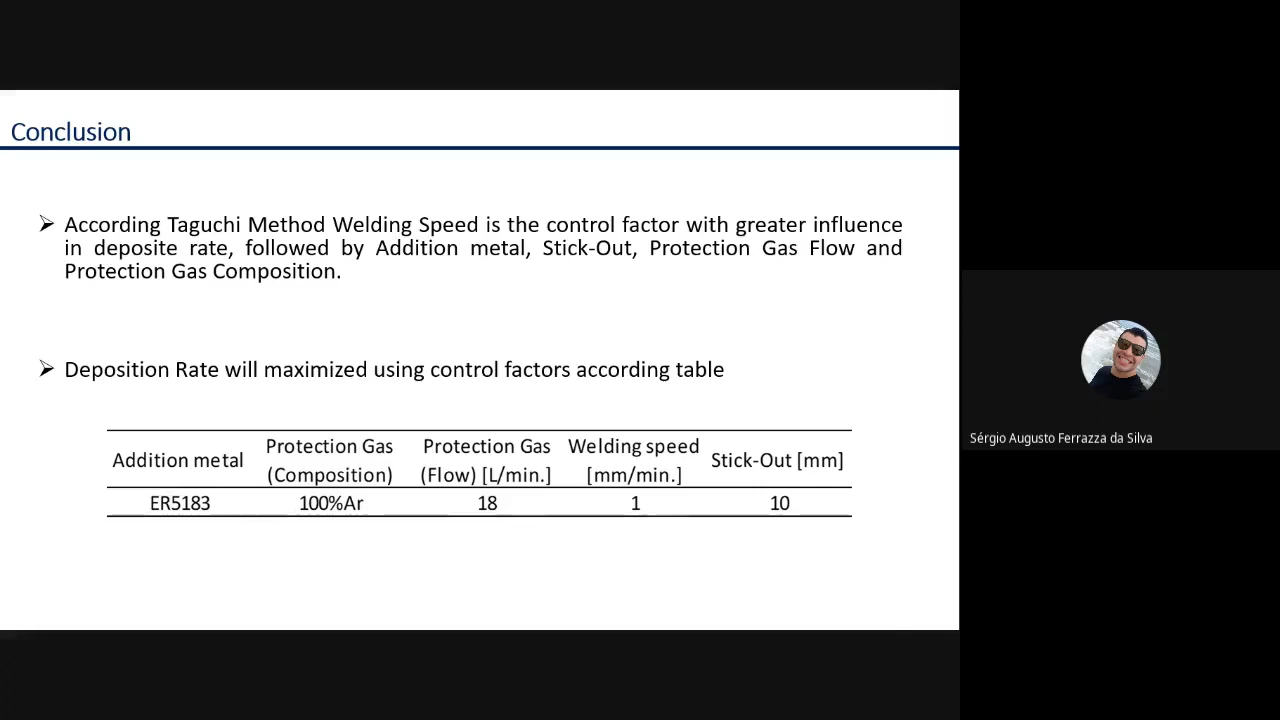 Conclusion
➢ According Taguchi Method Welding Speed is the control factor with greater influence
in deposite rate, followed by Addition metal, Stick-Out, Protection Gas Flow and
Protection Gas Composition.
➢ Deposition Rate will maximized using control factors according table
Addition metal Protection Gas (Composition) Protection Gas (Flow) [L/min.] Welding speed [mm/min.] Stick-Out [mm]
ER5183 100%Ar 18 1 10
Sérgio Augusto Ferrazza da Silva